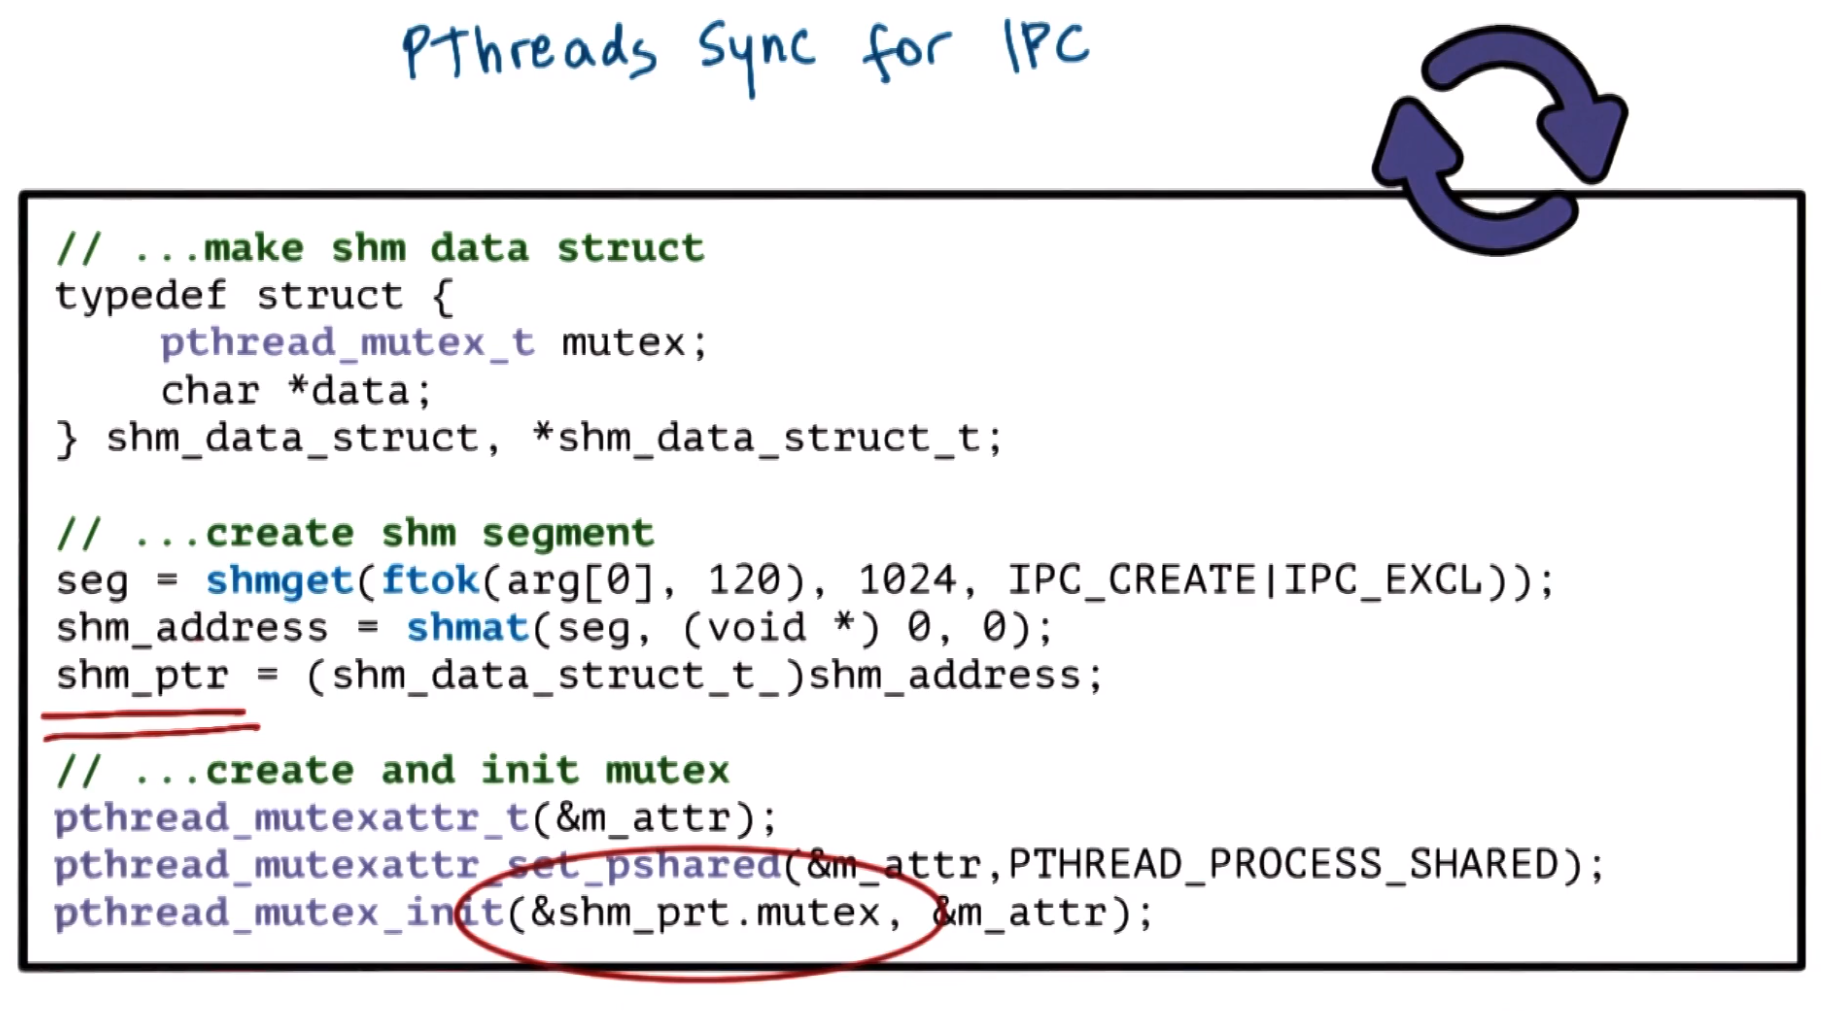 PThreads Sync for IPC
// ...make shm data struct
typedef struct {
pthread_mutex_t mutex;
char *data;
} shm_data_struct, *shm_data_struct_t;
// ...create shm segment
seg = shmget(ftok(arg[0], 120), 1024, IPC_CREATE|IPC_EXCL));
shm_address = shmat(seg, (void *) 0, 0);
shm_ptr = (shm_data_struct_t_)shm_address;
// ...create and init mutex
pthread_mutexattr_t(&m_attr);
pthread_mutexattr_set_pshared(&m_attr,PTHREAD_PROCESS_SHARED);
pthread_mutex_init(&shm_prt.mutex, &m_attr);